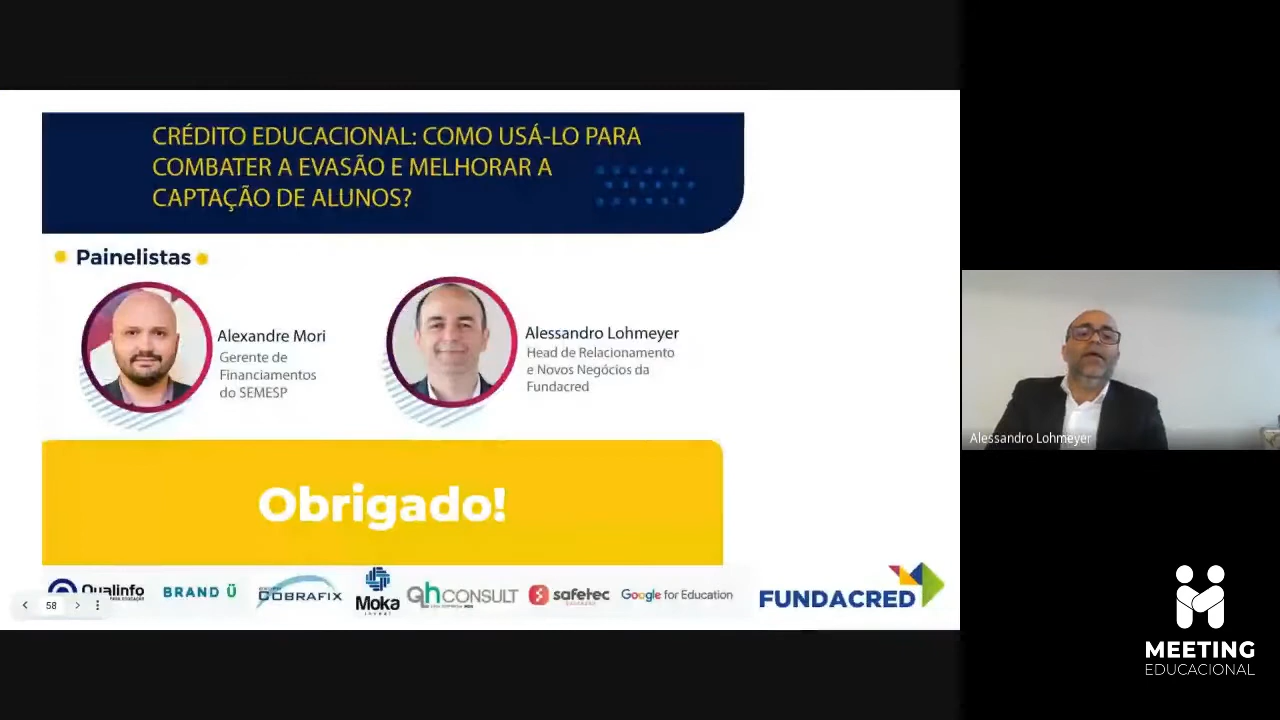 CRÉDITO EDUCACIONAL: COMO USÁ-LO PARA
COMBATER A EVASÃO E MELHORAR A
CAPTAÇÃO DE ALUNOS?
Painelistas
Alexandre Mori
Gerente de
Financiamentos
do SEMESP
Alessandro Lohmeyer
Head de Relacionamento
e Novos Negócios da
Fundacred
Obrigado!
Qualinfo
BRAND Ü
COBRAFIX
Moka
qh CONSULT
safetec
Google for Education
FUNDACRED
58
Alessandro Lohmeyer
MEETING
EDUCACIONAL